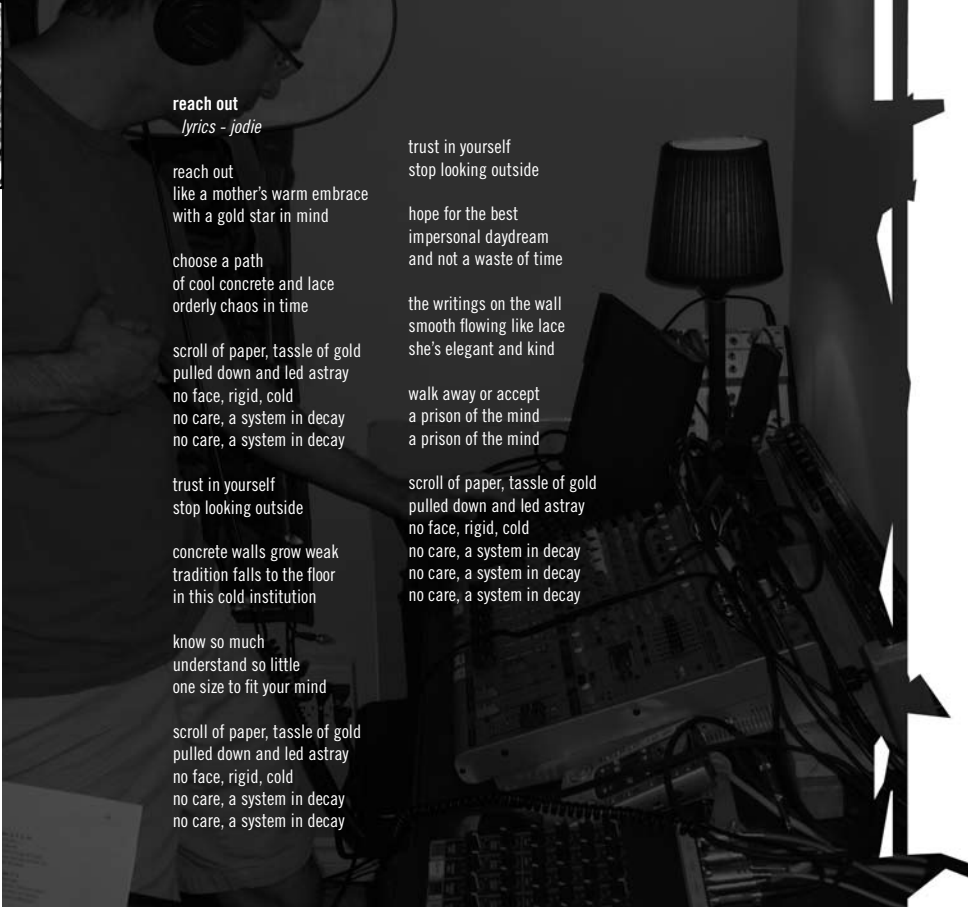 reach out
lyrics - jodie
reach out
like a mother's warm embrace
with a gold star in mind
choose a path
of cool concrete and lace
orderly chaos in time
scroll of paper, tassle of gold
pulled down and led astray
no face, rigid, cold
no care, a system in decay
no care, a system in decay
trust in yourself
stop looking outside
concrete walls grow weak
tradition falls to the floor
in this cold institution
know so much
understand so little
one size to fit your mind
scroll of paper, tassle of gold
pulled down and led astray
no face, rigid, cold
no care, a system in decay
no care, a system in decay
trust in yourself
stop looking outside
hope for the best
impersonal daydream
and not a waste of time
the writings on the wall
smooth flowing like lace
she's elegant and kind
walk away or accept
a prison of the mind
a prison of the mind
scroll of paper, tassle of gold
pulled down and led astray
no face, rigid, cold
no care, a system in decay
no care, a system in decay
no care, a system in decay